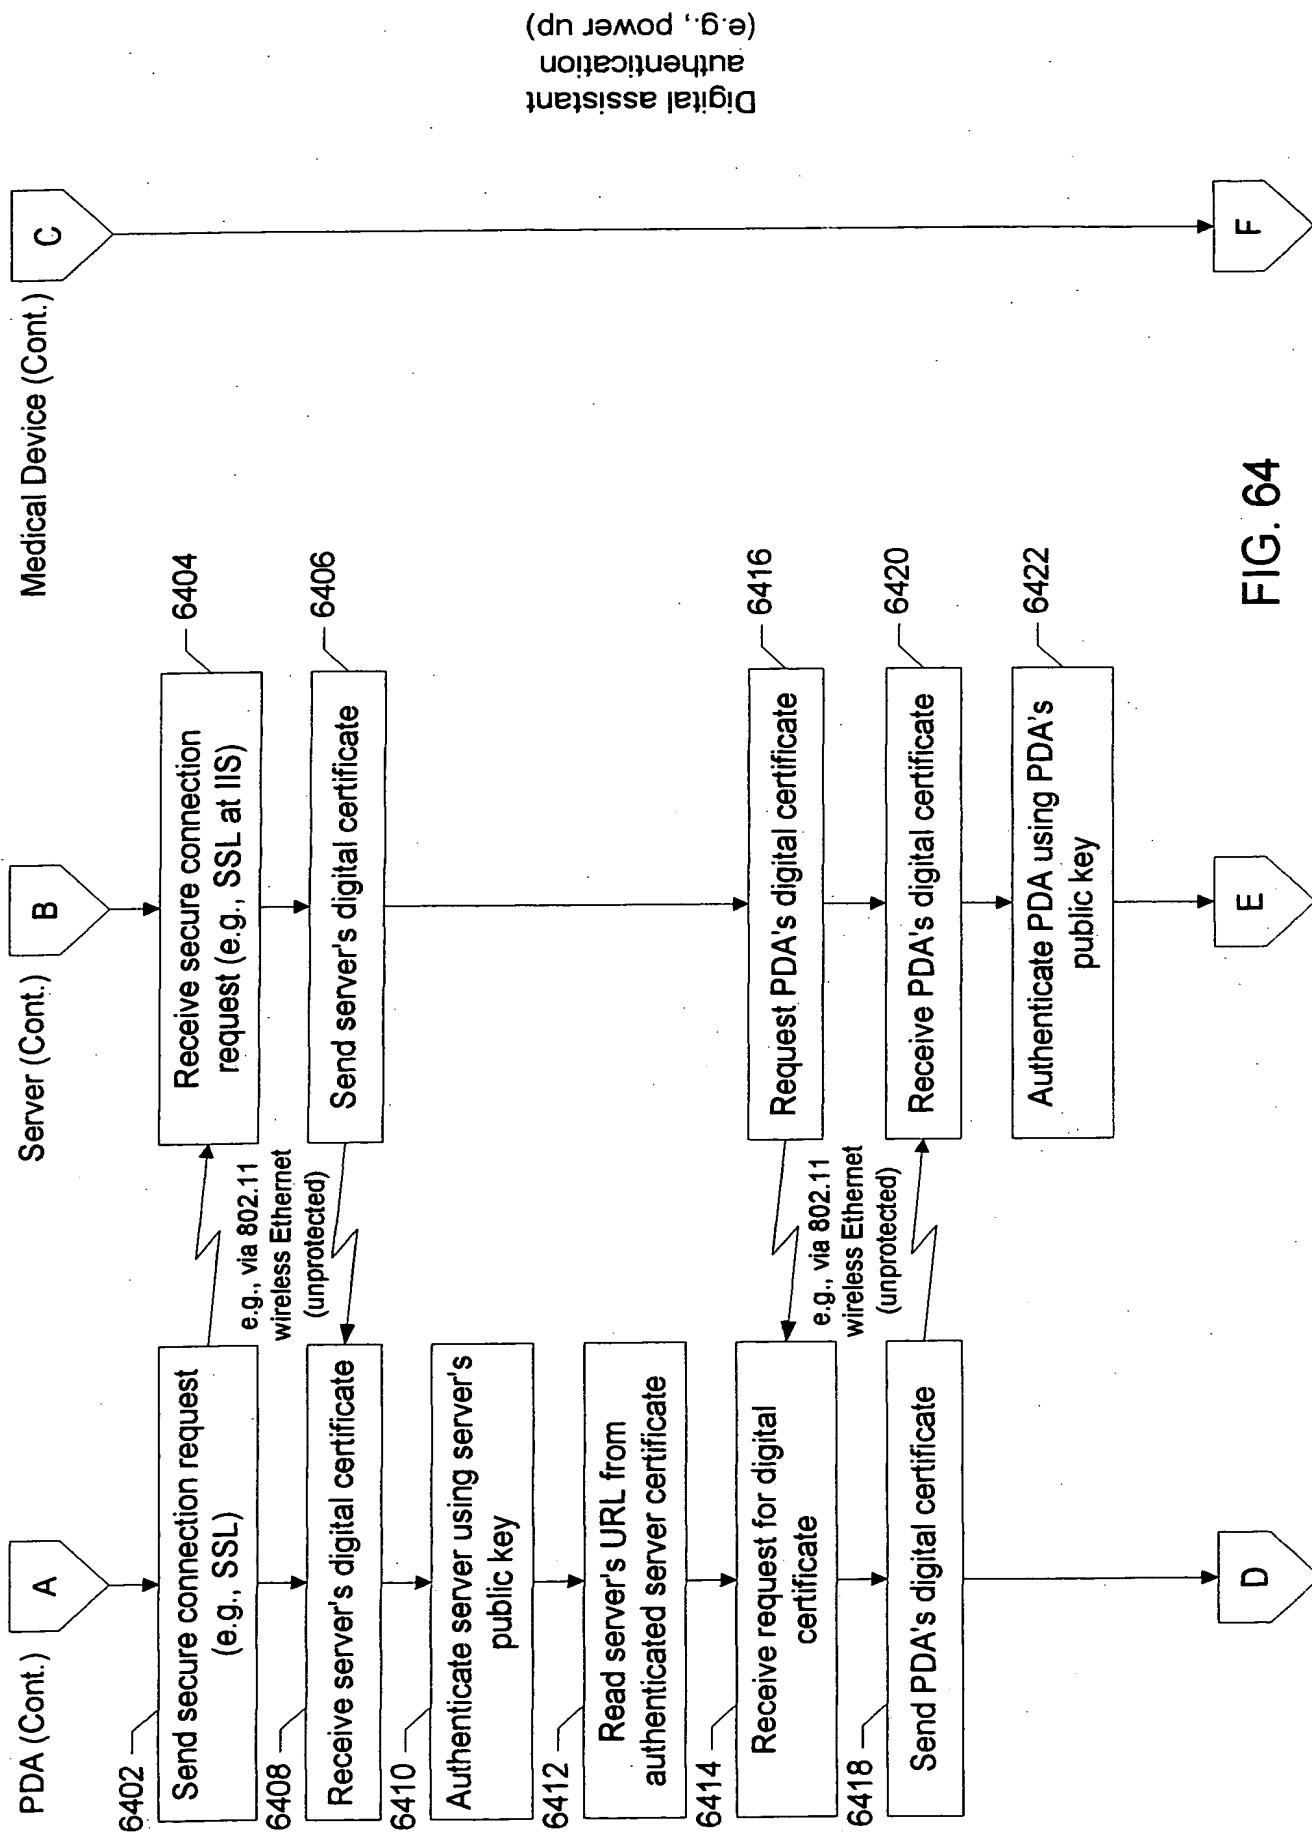 PDA (Cont.)
A
6402
Send secure connection request
(e.g., SSL)
6408
Receive server's digital certificate
6410
Authenticate server using server's
public key
6412
Read server's URL from
authenticated server certificate
6414
Receive request for digital
certificate
6418
Send PDA's digital certificate
D
e.g., via 802.11
wireless Ethernet
(unprotected)
e.g., via 802.11
wireless Ethernet
(unprotected)
Server (Cont.)
B
Receive secure connection
request (e.g., SSL at IIS)
6404
Send server's digital certificate
6406
Request PDA's digital certificate
6416
Receive PDA's digital certificate
6420
Authenticate PDA using PDA's
public key
6422
E
Medical Device (Cont.)
C
F
Digital assistant
authentication
(e.g., power up)
FIG. 64